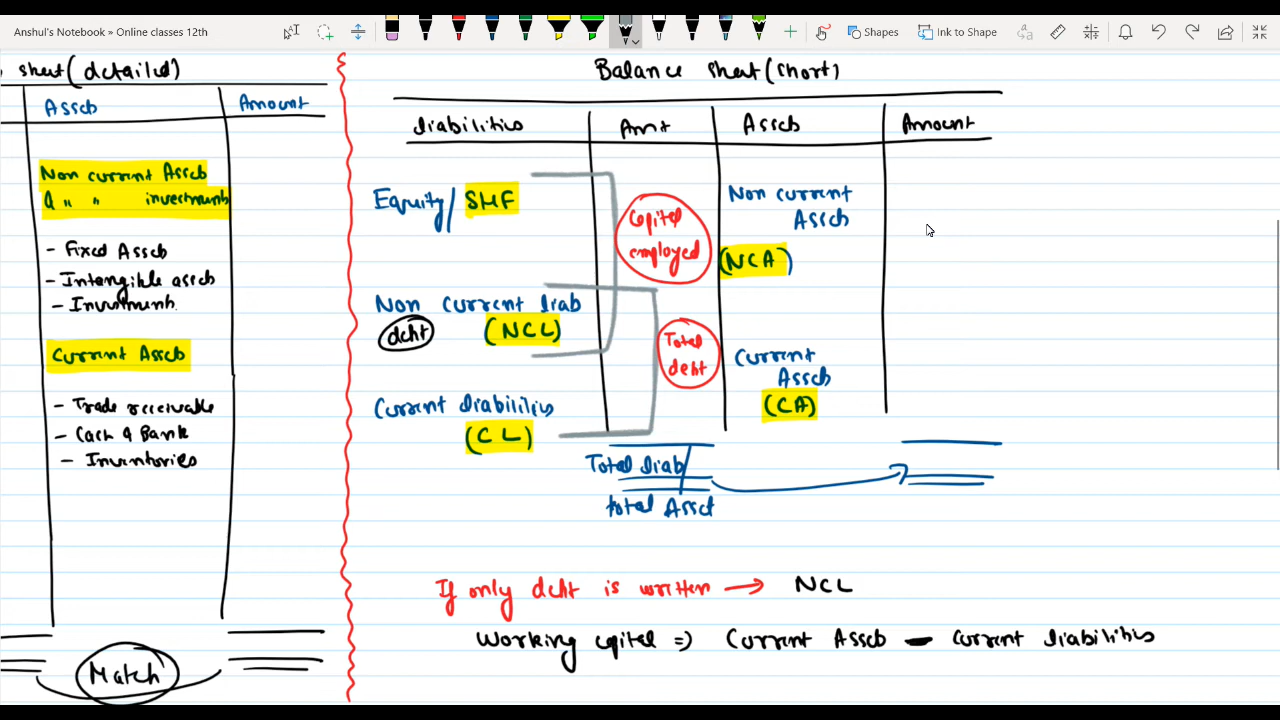 Anshul's Notebook » Online classes 12th
Shapes
Ink to Shape
sheet (detailed)
Assets
Amount
Non current Assets
& " " investments
- Fixed Assets
- Intangible assets
- Investments
Current Assets
- Trade receivable
- Cash & Bank
- Inventories
Match
Balance sheet (short)
Liabilities
Amt
Assets
Amount
Equity/ SHF
Capital
employed
Non current
Assets
(NCA)
Non current liab
debt (NCL)
Total
debt
Current
Assets
(CA)
Current Liabilities
(CL)
Total liab/
total Asset
If only debt is written → NCL
Working capital ⇒ Current Assets - Current liabilities